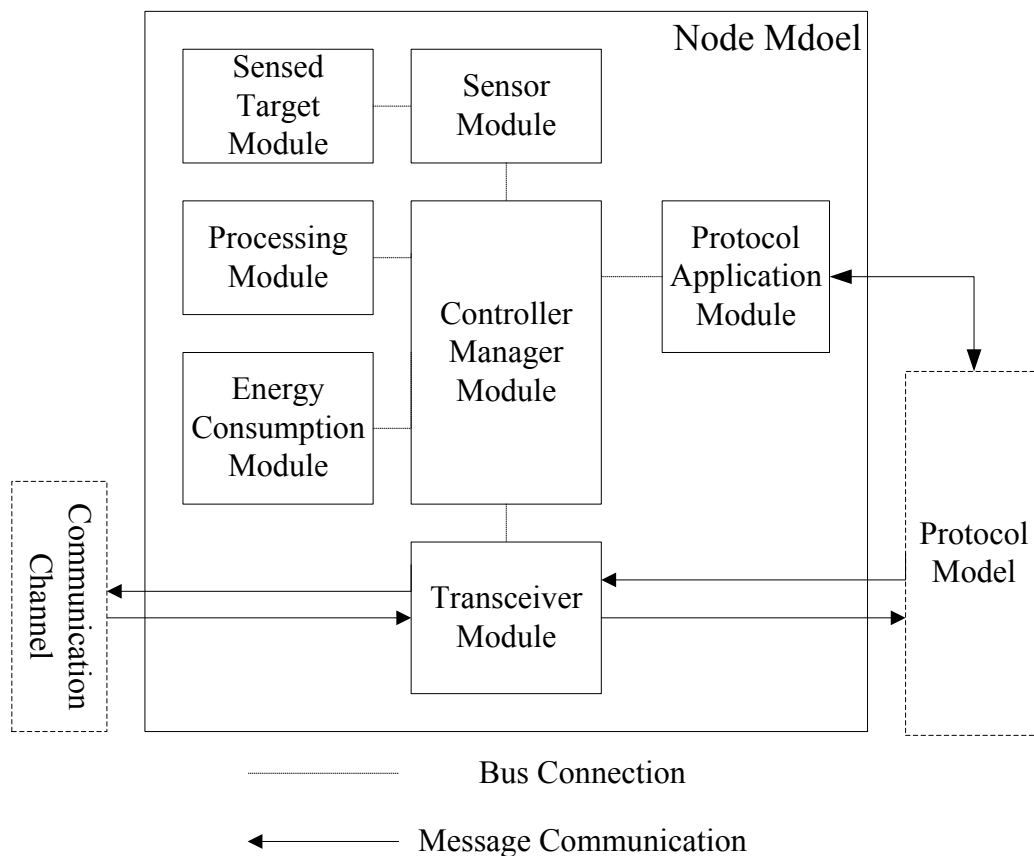 Node Mdoel
Sensed
Target
Module
Sensor
Module
Processing
Module
Controller
Manager
Module
Protocol
Application
Module
Energy
Consumption
Module
Communication
Channel
Transceiver
Module
Protocol
Model
Bus Connection
Message Communication